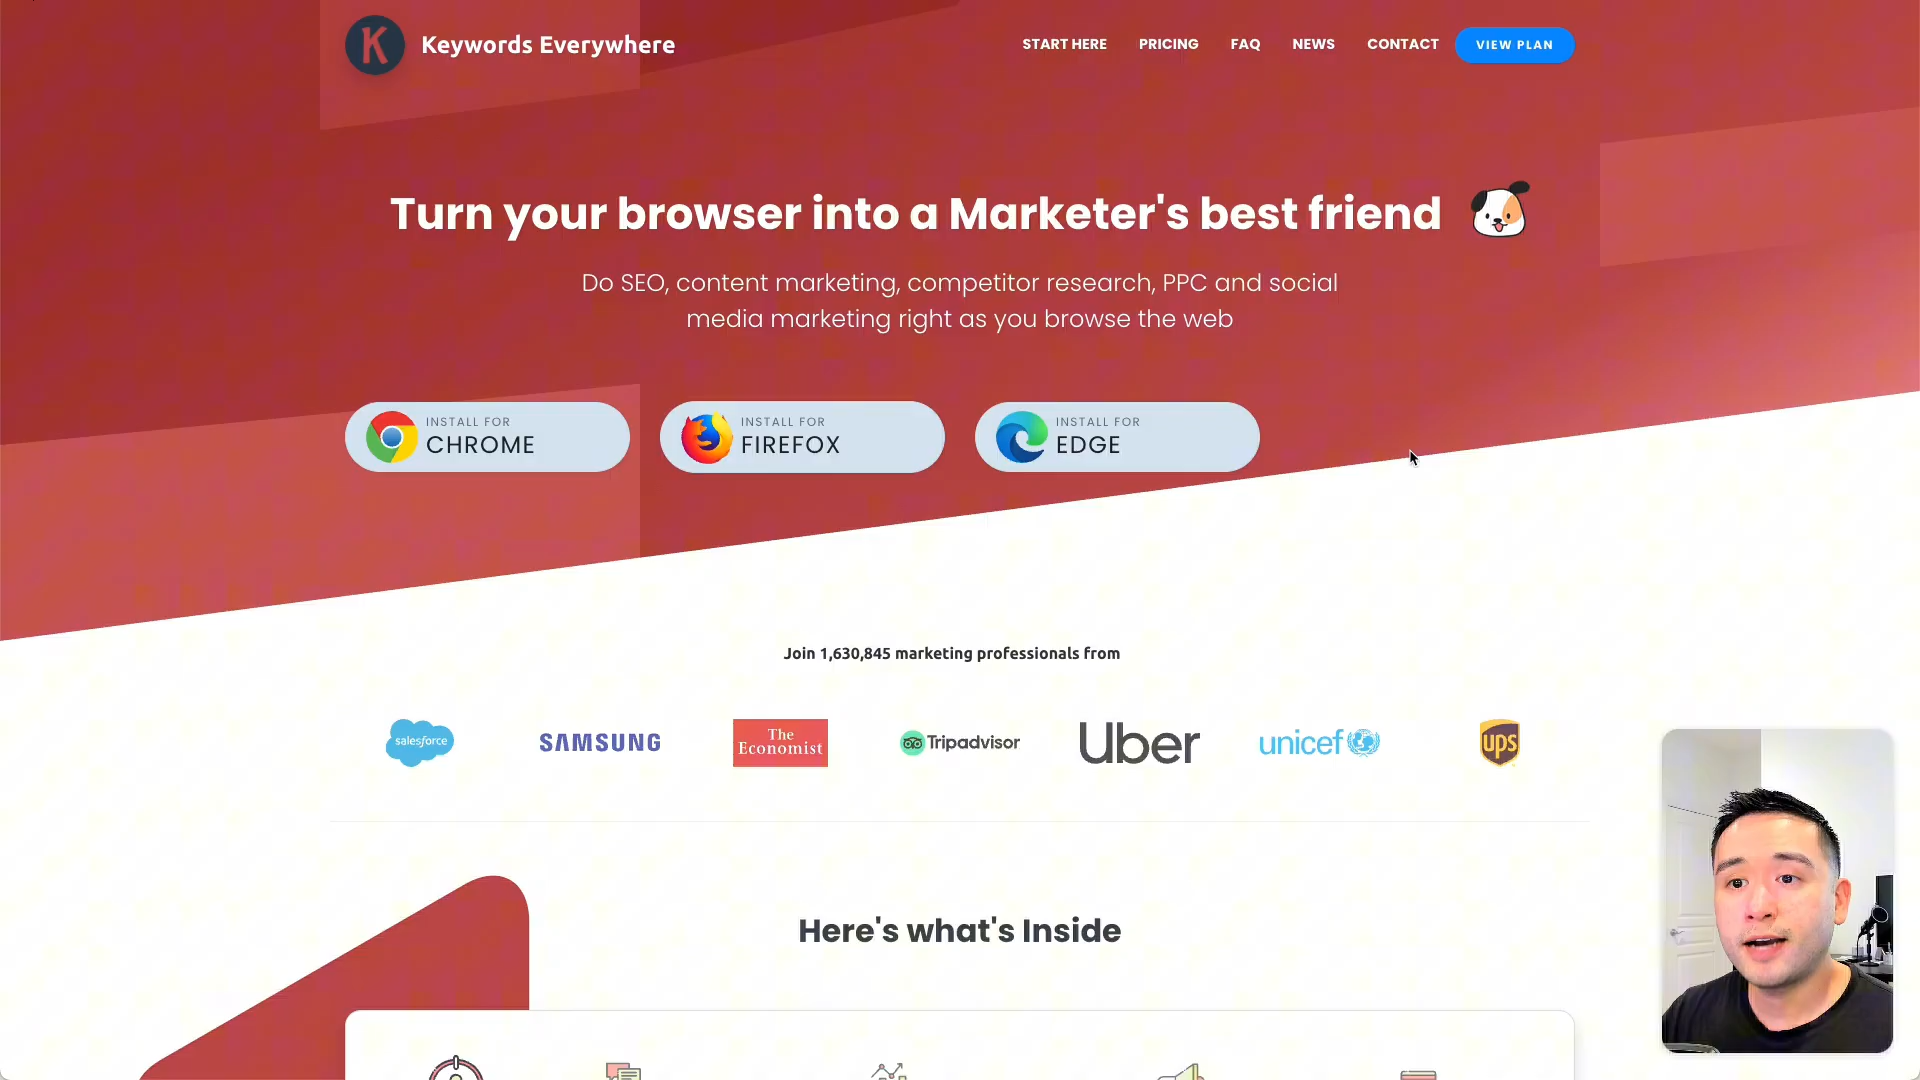 K
Keywords Everywhere
START HERE
PRICING
FAQ
NEWS
CONTACT
VIEW PLAN
Turn your browser into a Marketer's best friend
Do SEO, content marketing, competitor research, PPC and social
media marketing right as you browse the web
INSTALL FOR
CHROME
INSTALL FOR
FIREFOX
INSTALL FOR
EDGE
Join 1,630,845 marketing professionals from
salesforce
SAMSUNG
The
Economist
Tripadvisor
Uber
unicef
ups
Here's what's Inside